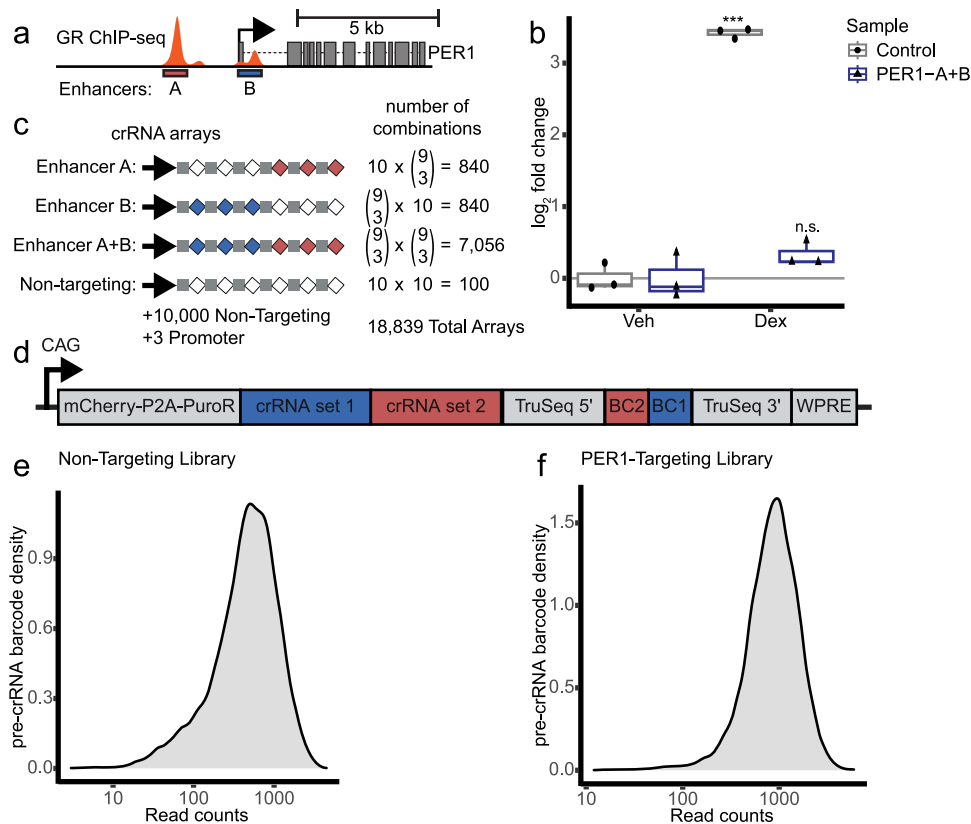 a
GR ChIP-seq
5 kb
PER1
Enhancers:
A
B
b
log2 fold change
3
2
1
0
***
n.s.
Veh
Dex
Sample
Control
PER1−A+B
c
crRNA arrays
number of
combinations
Enhancer A:
10 x (9 3) = 840
Enhancer B:
(9 3) x 10 = 840
Enhancer A+B:
(9 3) x (9 3) = 7,056
Non-targeting:
10 x 10 = 100
+10,000 Non-Targeting
+3 Promoter
18,839 Total Arrays
d
CAG
mCherry-P2A-PuroR
crRNA set 1
crRNA set 2
TruSeq 5'
BC2
BC1
TruSeq 3'
WPRE
e
Non-Targeting Library
pre-crRNA barcode density
0.9
0.6
0.3
0.0
10
100
1000
Read counts
f
PER1-Targeting Library
pre-crRNA barcode density
1.5
1.0
0.5
0.0
10
100
1000
Read counts